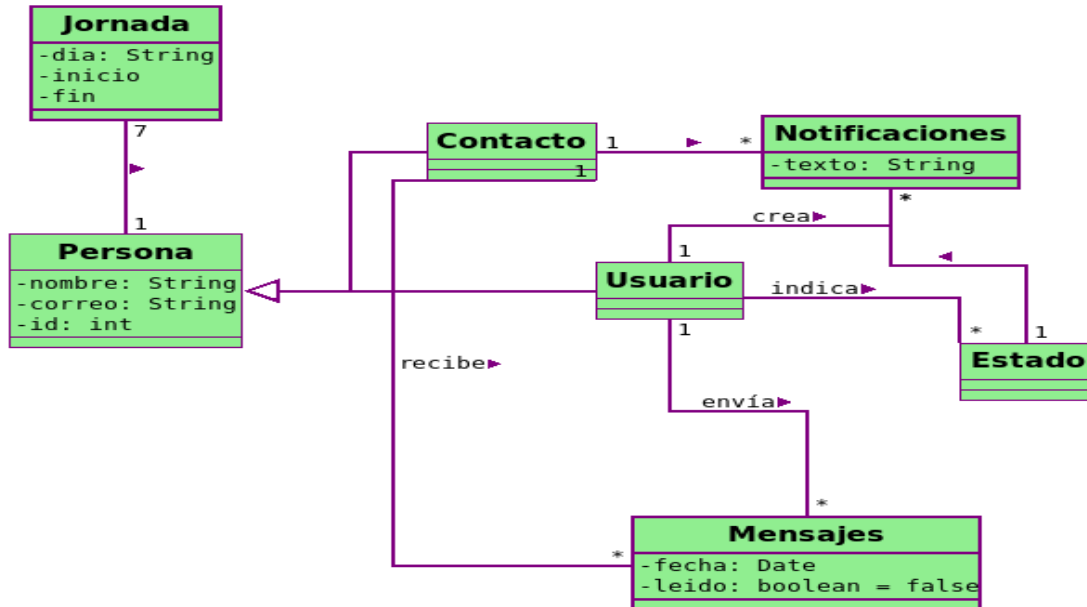 Jornada
-dia: String
-inicio
-fin
7
1
Persona
-nombre: String
-correo: String
-id: int
Contacto
1
1
*
Notificaciones
-texto: String
*
crea
1
Usuario
indica
*
1
Estado
1
recibe
envía
*
*
Mensajes
-fecha: Date
-leido: boolean = false